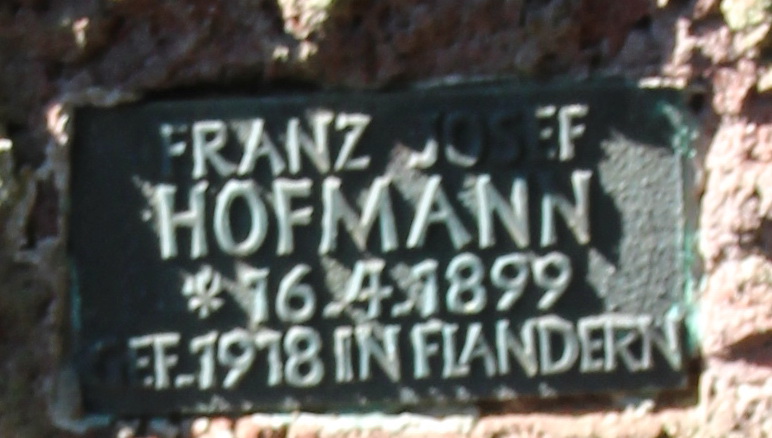 FRANZ JOSEF
HOFMANN
* 16.4.1899
GEF. 1918 IN FLANDERN